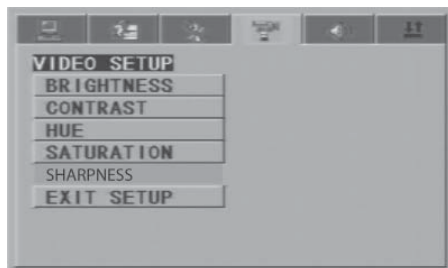 VIDEO SETUP
BRIGHTNESS
CONTRAST
HUE
SATURATION
SHARPNESS
EXIT SETUP